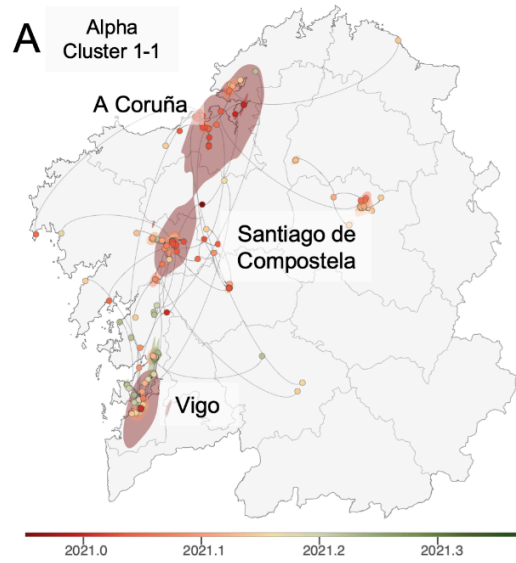 A
Alpha
Cluster 1-1
A Coruña
Santiago de
Compostela
Vigo
2021.0
2021.1
2021.2
2021.3